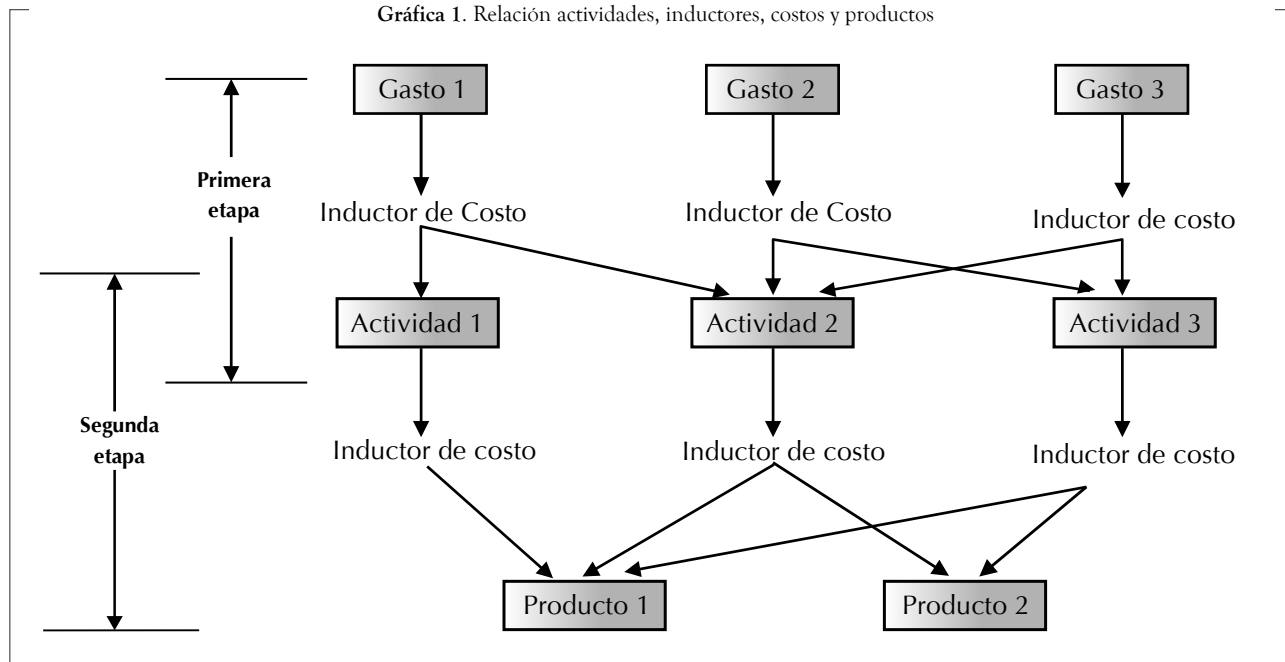 Gráfica 1. Relación actividades, inductores, costos y productos
Gasto 1
Gasto 2
Gasto 3
Primera
etapa
Inductor de Costo
Inductor de Costo
Inductor de costo
Actividad 1
Actividad 2
Actividad 3
Segunda
etapa
Inductor de costo
Inductor de costo
Inductor de costo
Producto 1
Producto 2